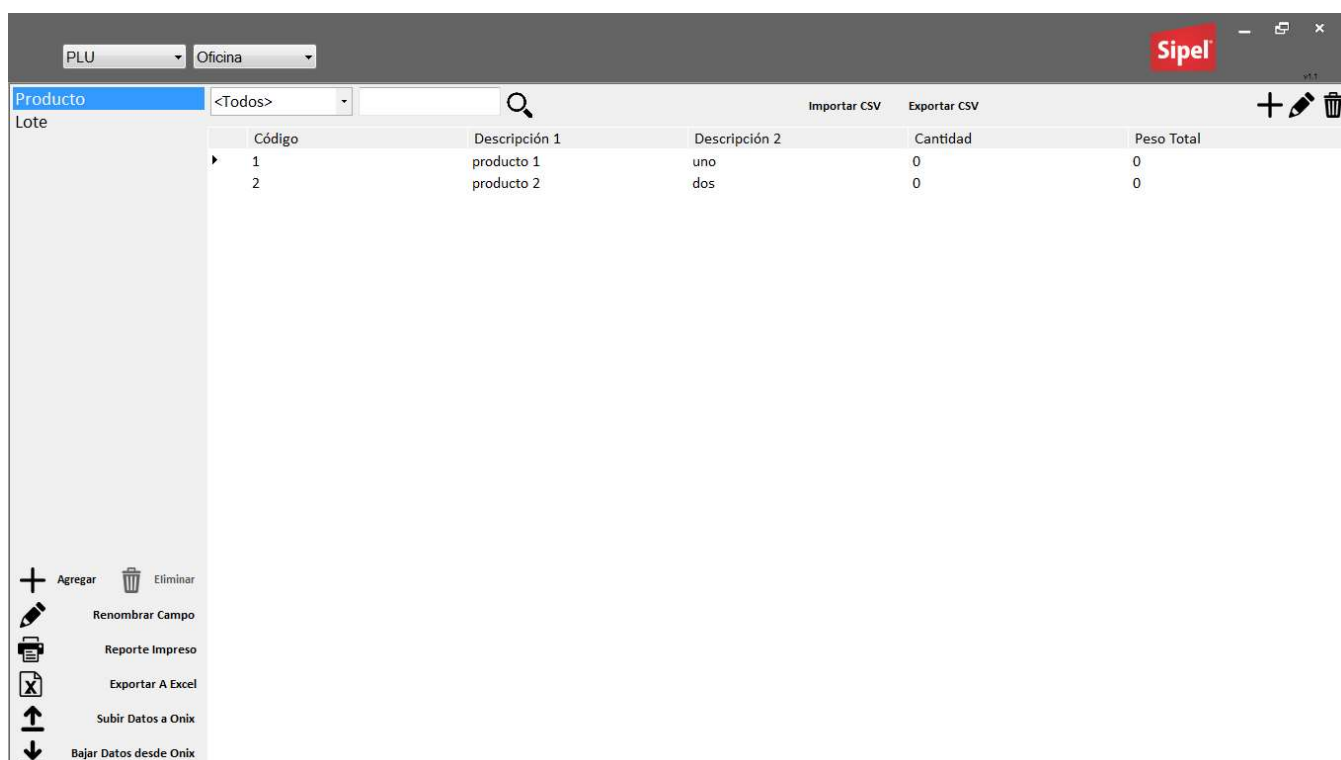 PLU Oficina Sipel
v1.1
Producto <Todos> Importar CSV Exportar CSV
Lote
Código Descripción 1 Descripción 2 Cantidad Peso Total
1 producto 1 uno 0 0
2 producto 2 dos 0 0
Agregar Eliminar
Renombrar Campo
Reporte Impreso
Exportar A Excel
Subir Datos a Onix
Bajar Datos desde Onix